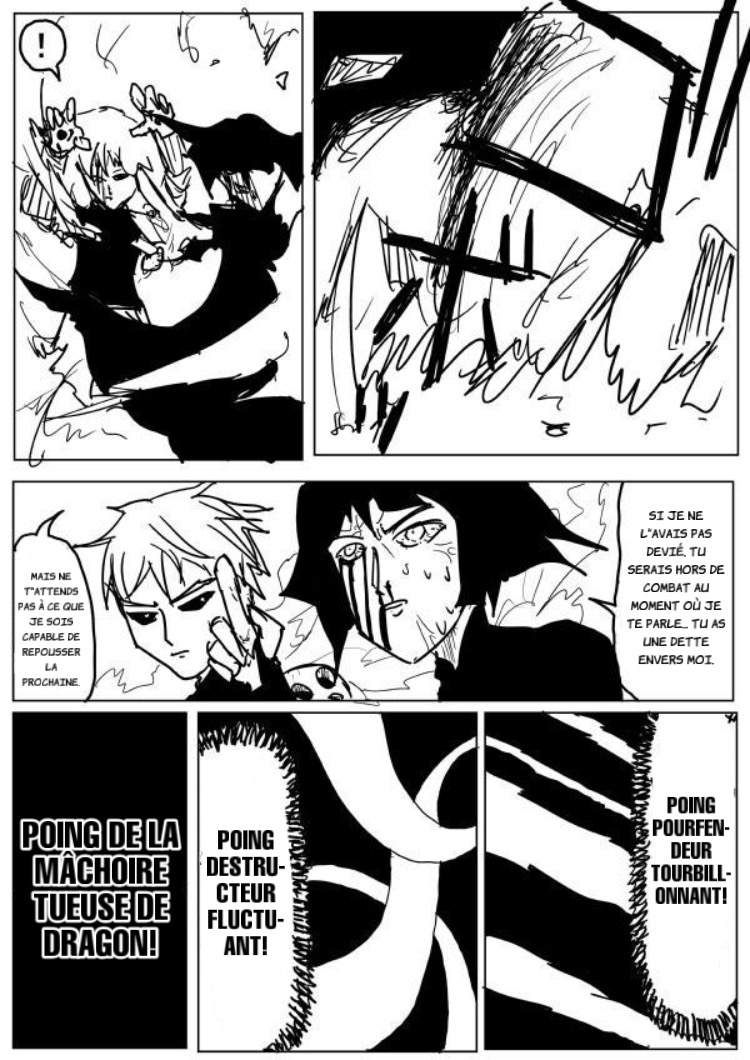 !
SI JE NE
L"AVAIS PAS
DEVIÉ, TU
SERAIS HORS DE
COMBAT AU
MOMENT OÙ JE
TE PARLE... TU AS
UNE DETTE
ENVERS MOI.
MAIS NE
T"ATTENDS
PAS À CE QUE
JE SOIS
CAPABLE DE
REPOUSSER
LA
PROCHAINE.
POING
POURFEN-
DEUR
TOURBILL-
ONNANT!
POING
DESTRU-
CTEUR
FLUCTU-
ANT!
POING DE LA
MÂCHOIRE
TUEUSE DE
DRAGON!